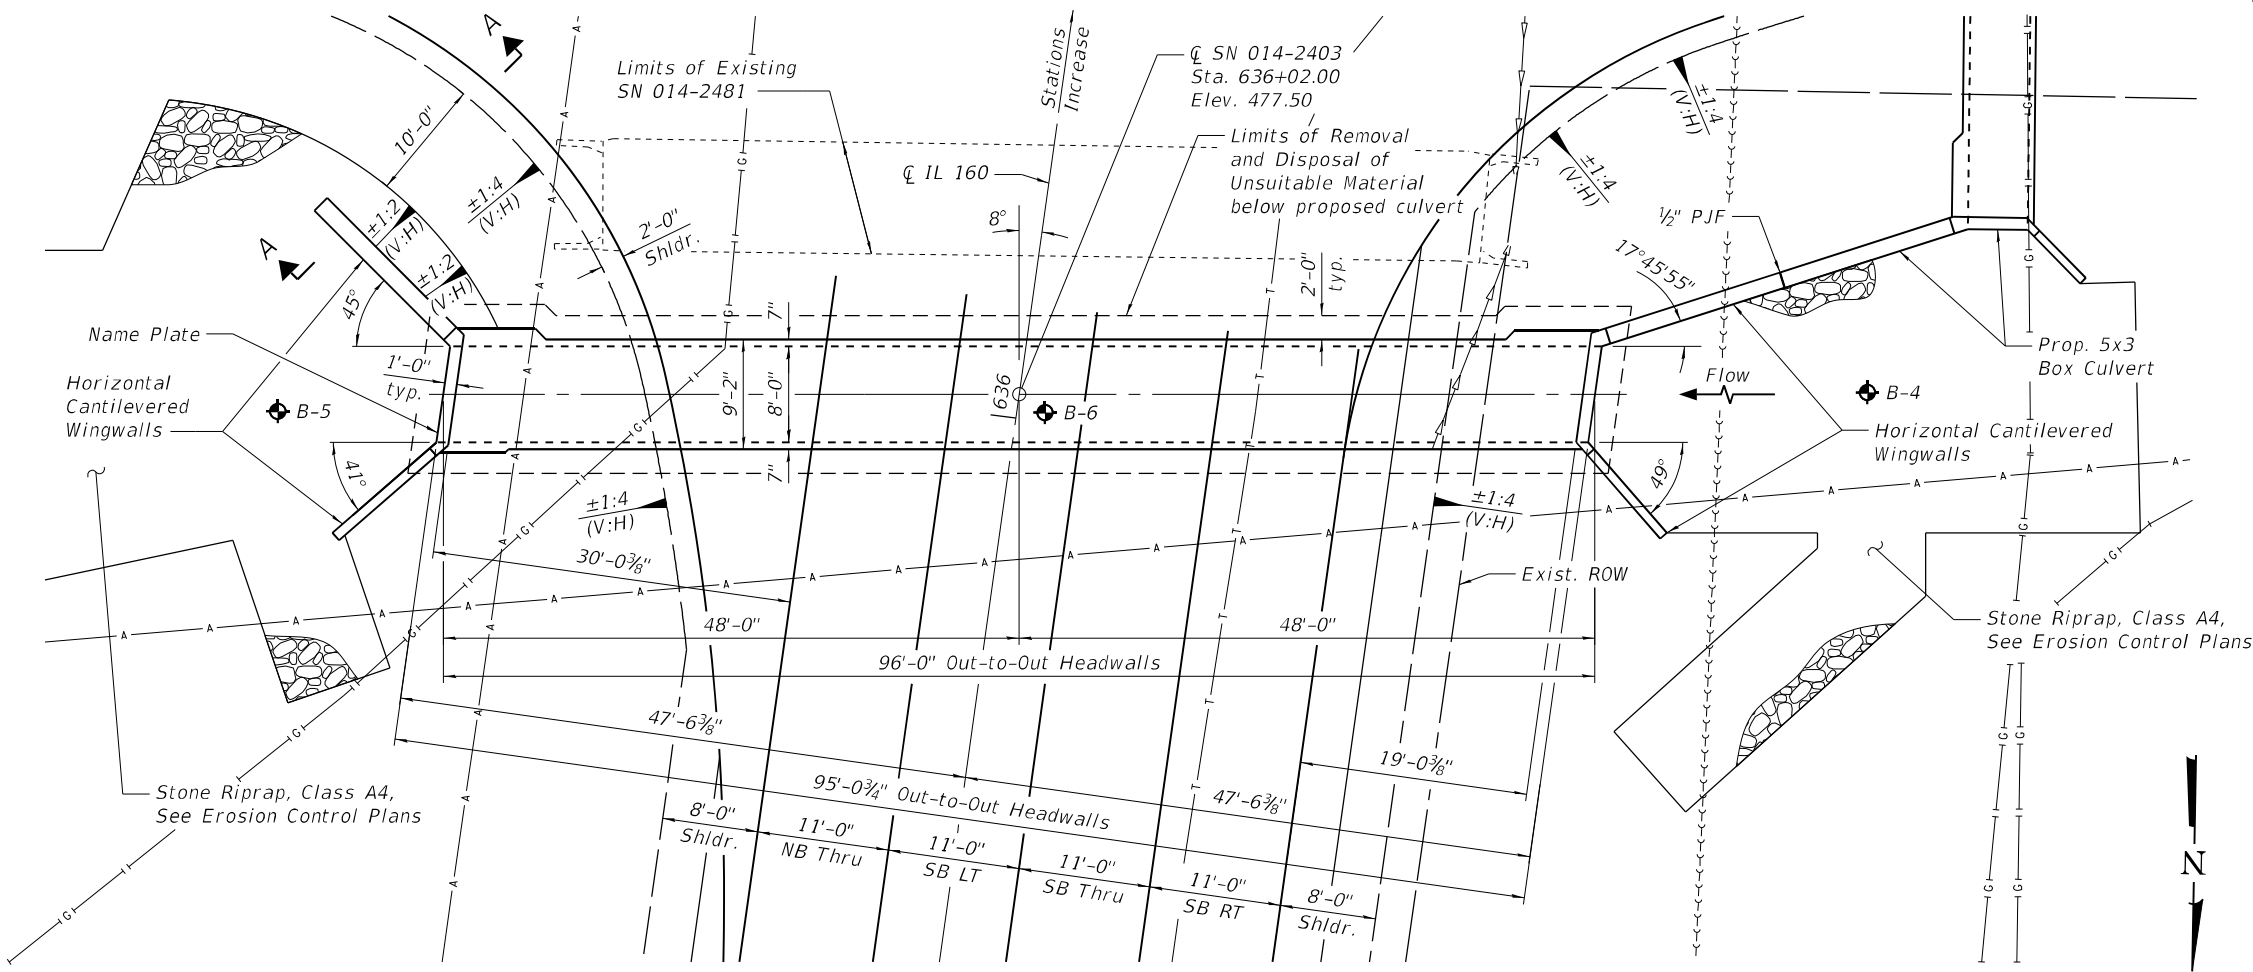 A
A
Limits of Existing
SN 014-2481
Stations
Increase
℄ SN 014-2403
Sta. 636+02.00
Elev. 477.50
Limits of Removal
and Disposal of
Unsuitable Material
below proposed culvert
℄ IL 160
8°
10'-0"
±1:4
(V:H)
±1:2
(V:H)
±1:2
(V:H)
2'-0"
Shldr.
±1:4
(V:H)
±1:4
(V:H)
½" PJF
17°45'55"
2'-0"
typ.
45°
7"
Name Plate
1'-0"
typ.
Horizontal
Cantilevered
Wingwalls
B-5
9'-2"
8'-0"
636
B-6
Flow
B-4
Prop. 5x3
Box Culvert
Horizontal Cantilevered
Wingwalls
41°
7"
49°
±1:4
(V:H)
±1:4
(V:H)
30'-0⅜"
Exist. ROW
48'-0"
48'-0"
96'-0" Out-to-Out Headwalls
Stone Riprap, Class A4,
See Erosion Control Plans
47'-6⅜"
19'-0⅜"
95'-0¾" Out-to-Out Headwalls
47'-6⅜"
Stone Riprap, Class A4,
See Erosion Control Plans
8'-0"
Shldr.
11'-0"
NB Thru
11'-0"
SB LT
11'-0"
SB Thru
11'-0"
SB RT
8'-0"
Shldr.
N